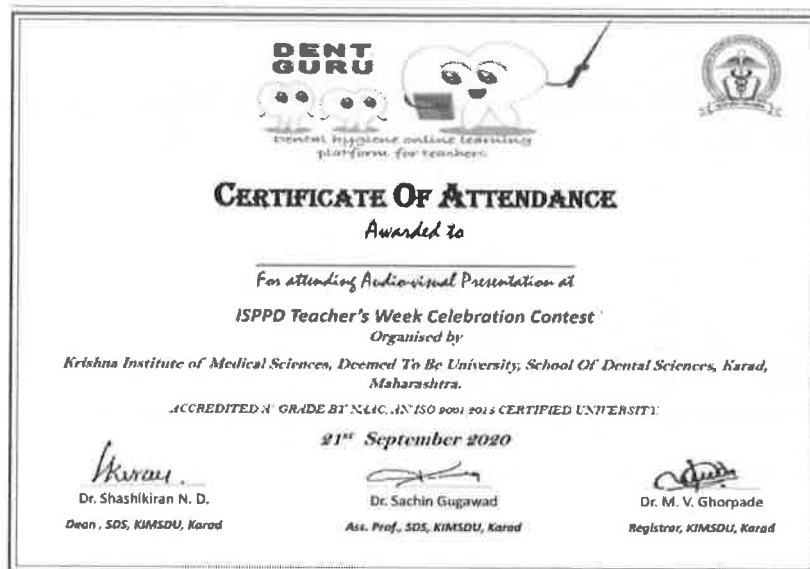 DENT
GURU
Dental hygiene online learning
platform for teachers
CERTIFICATE OF ATTENDANCE
Awarded to
For attending Audio-visual Presentation at
ISPPD Teacher's Week Celebration Contest
Organised by
Krishna Institute of Medical Sciences, Deemed To Be University, School Of Dental Sciences, Karad,
Maharashtra.
ACCREDITED A+ GRADE BY NAAC, AN ISO 9001 2015 CERTIFIED UNIVERSITY
21st September 2020
Dr. Shashikiran N. D.
Dr. Sachin Gugawad
Dr. M. V. Ghorpade
Dean , SDS, KIMSDU, Karad
Ass. Prof., SDS, KIMSDU, Karad
Registrar, KIMSDU, Karad